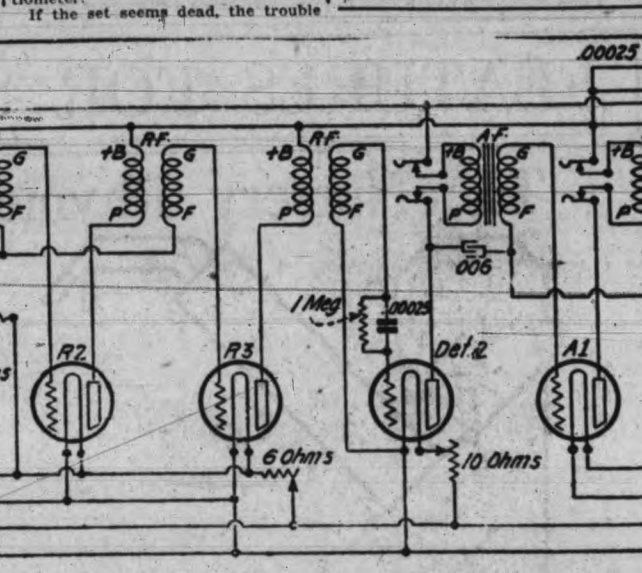 If the set seems dead, the trouble
.00025
R.F. R.F. A.F.
G +B G +B G +B G +B
F P F P F P F P
.006
1 Meg. .00025
R2 R3 Det. 2 A1
6 Ohms 10 Ohms